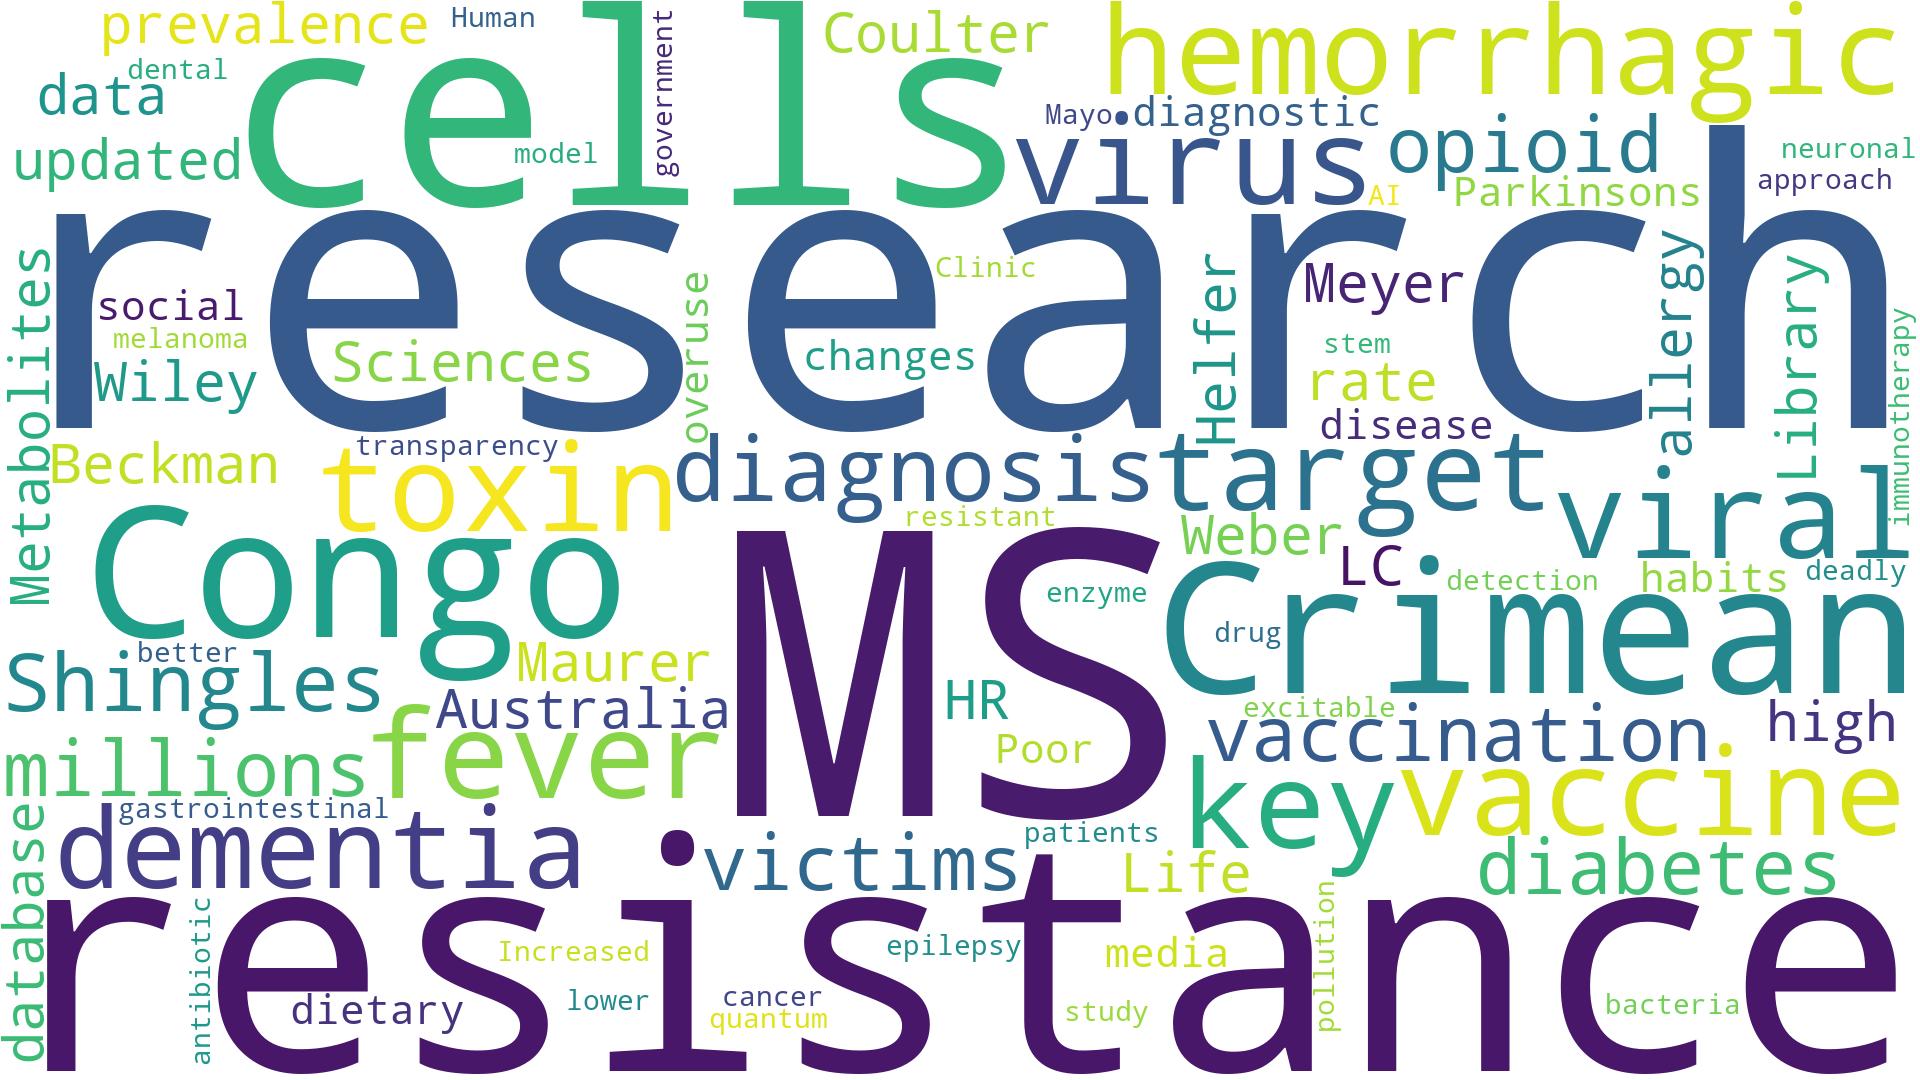 prevalence
Human
cells
government
Coulter
hemorrhagic
data
dental
Mayo
diagnostic
updated
model
virus
opioid
neuronal
AI
Parkinsons
approach
research
Metabolites
social
melanoma
Wiley
Sciences
overuse
Clinic
changes
Helfer
Meyer
stem
rate
disease
allergy
Library
immunotherapy
Beckman
transparency
toxin
diagnosis
target
viral
resistant
Congo
MS
enzyme
Weber
LC
detection
habits
deadly
Crimean
drug
better
Shingles
Maurer
Australia
HR
Poor
excitable
vaccination
high
millions
fever
key
vaccine
database
gastrointestinal
dementia
victims
patients
Life
diabetes
resistance
antibiotic
Increased
epilepsy
media
pollution
dietary
lower
cancer
quantum
study
bacteria